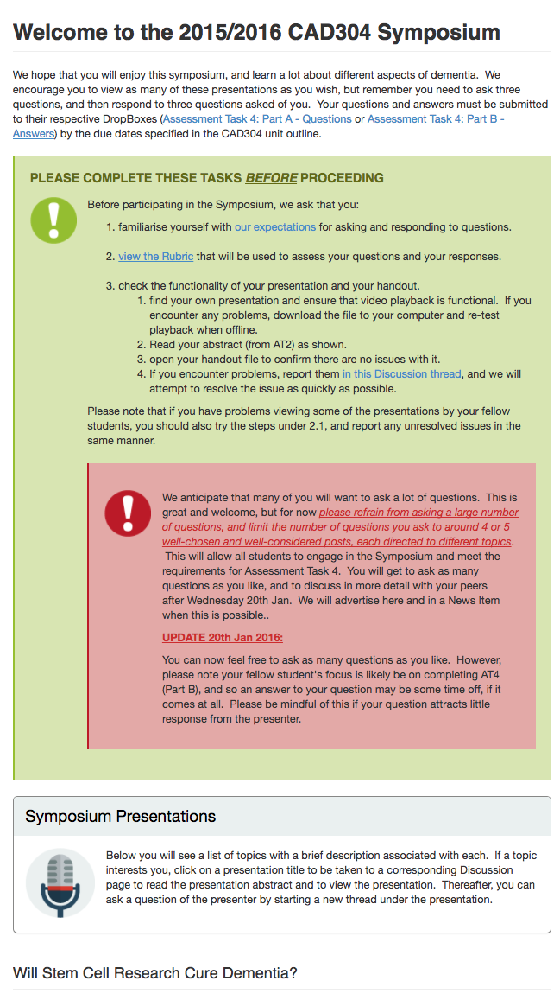 Welcome to the 2015/2016 CAD304 Symposium
We hope that you will enjoy this symposium, and learn a lot about different aspects of dementia.  We
encourage you to view as many of these presentations as you wish, but remember you need to ask three
questions, and then respond to three questions asked of you.  Your questions and answers must be submitted
to their respective DropBoxes (Assessment Task 4: Part A - Questions or Assessment Task 4: Part B -
Answers) by the due dates specified in the CAD304 unit outline.
PLEASE COMPLETE THESE TASKS BEFORE PROCEEDING
Before participating in the Symposium, we ask that you:
1. familiarise yourself with our expectations for asking and responding to questions.
2. view the Rubric that will be used to assess your questions and your responses.
3. check the functionality of your presentation and your handout.
1. find your own presentation and ensure that video playback is functional.  If you
encounter any problems, download the file to your computer and re-test
playback when offline.
2. Read your abstract (from AT2) as shown.
3. open your handout file to confirm there are no issues with it.
4. If you encounter problems, report them in this Discussion thread, and we will
attempt to resolve the issue as quickly as possible.
Please note that if you have problems viewing some of the presentations by your fellow
students, you should also try the steps under 2.1, and report any unresolved issues in the
same manner.
We anticipate that many of you will want to ask a lot of questions.  This is
great and welcome, but for now please refrain from asking a large number
of questions, and limit the number of questions you ask to around 4 or 5
well-chosen and well-considered posts, each directed to different topics.
This will allow all students to engage in the Symposium and meet the
requirements for Assessment Task 4.  You will get to ask as many
questions as you like, and to discuss in more detail with your peers
after Wednesday 20th Jan.  We will advertise here and in a News Item
when this is possible..
UPDATE 20th Jan 2016:
You can now feel free to ask as many questions as you like.  However,
please note your fellow student's focus is likely be on completing AT4
(Part B), and so an answer to your question may be some time off, if it
comes at all.  Please be mindful of this if your question attracts little
response from the presenter.
Symposium Presentations
Below you will see a list of topics with a brief description associated with each.  If a topic
interests you, click on a presentation title to be taken to a corresponding Discussion
page to read the presentation abstract and to view the presentation.  Thereafter, you can
ask a question of the presenter by starting a new thread under the presentation.
Will Stem Cell Research Cure Dementia?